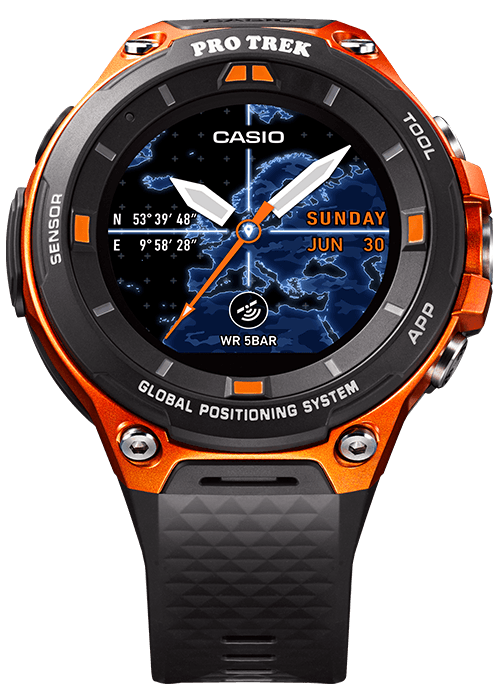 CASIO
PRO TREK
TOOL
CASIO
N 53° 39' 48"
SUNDAY
E 9° 58' 28"
JUN 30
SENSOR
APP
WR 5BAR
GLOBAL POSITIONING SYSTEM